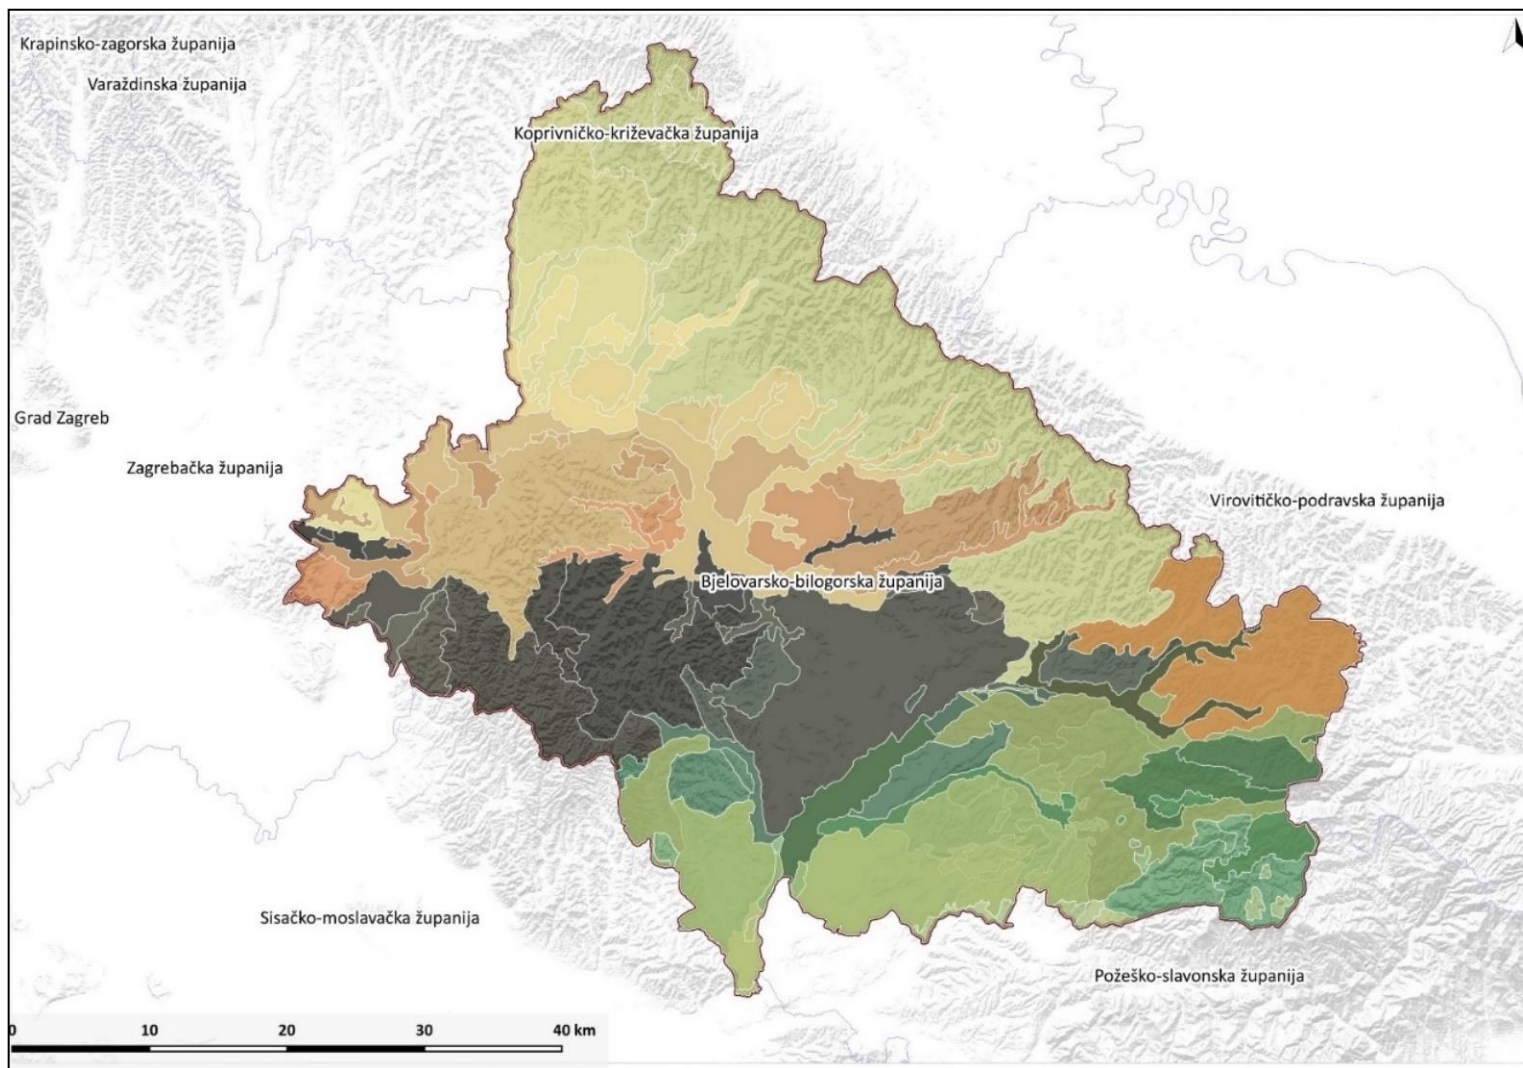 Krapinsko-zagorska županija
Varaždinska županija
Koprivničko-križevačka županija
Grad Zagreb
Zagrebačka županija
Virovitičko-podravska županija
Bjelovarsko-bilogorska županija
Sisačko-moslavačka županija
Požeško-slavonska županija
0 10 20 30 40 km